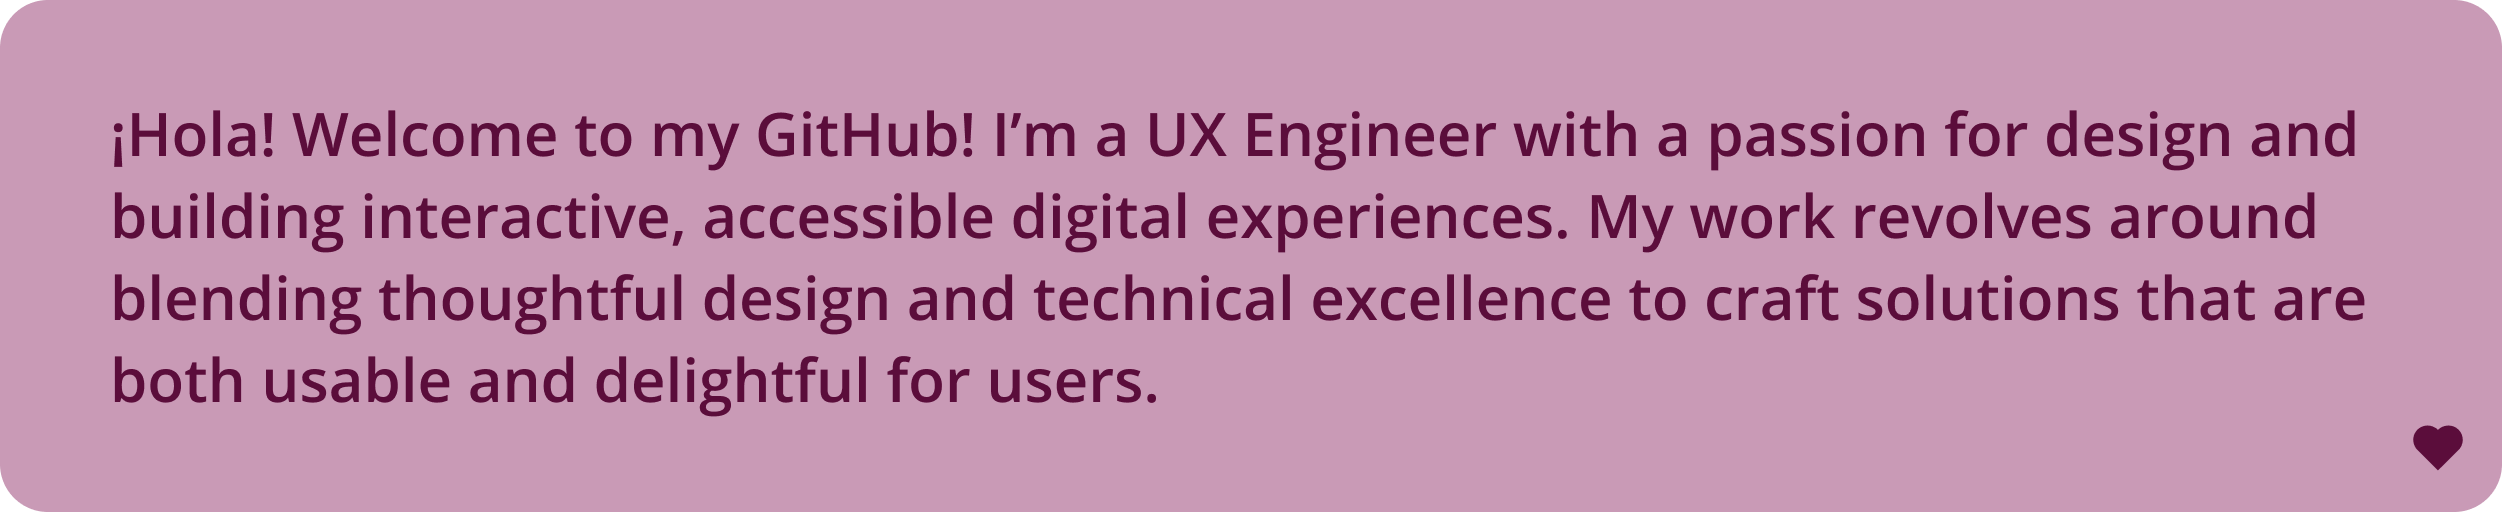 ¡Hola! Welcome to my GitHub! I'm a UX Engineer with a passion for design and
building interactive, accessible digital experiences. My work revolves around
blending thoughtful design and technical excellence to craft solutions that are
both usable and delightful for users.